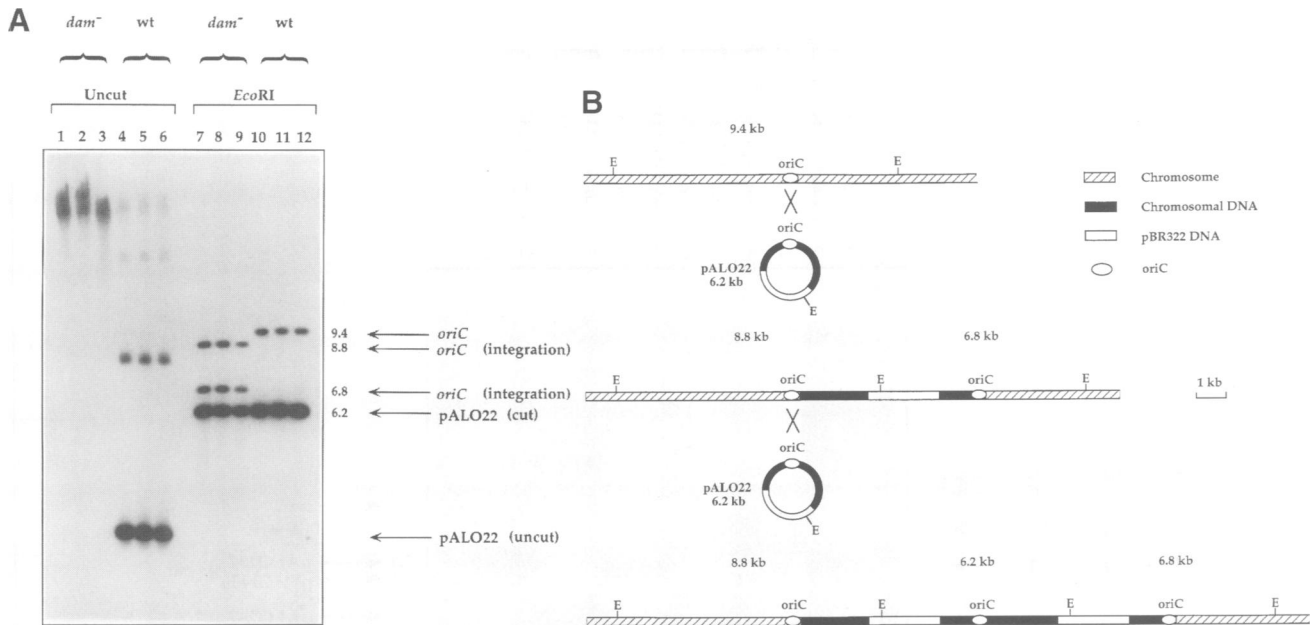 A
dam⁻ wt dam⁻ wt
Uncut EcoRI
1 2 3 4 5 6 7 8 9 10 11 12
9.4 oriC
8.8 oriC (integration)
6.8 oriC (integration)
6.2 pALO22 (cut)
pALO22 (uncut)
B
9.4 kb
E oriC E
oriC
pALO22
6.2 kb
E
8.8 kb 6.8 kb
E oriC E oriC E
oriC
pALO22
6.2 kb
E
8.8 kb 6.2 kb 6.8 kb
E oriC E oriC E oriC E
Chromosome
Chromosomal DNA
pBR322 DNA
oriC
1 kb